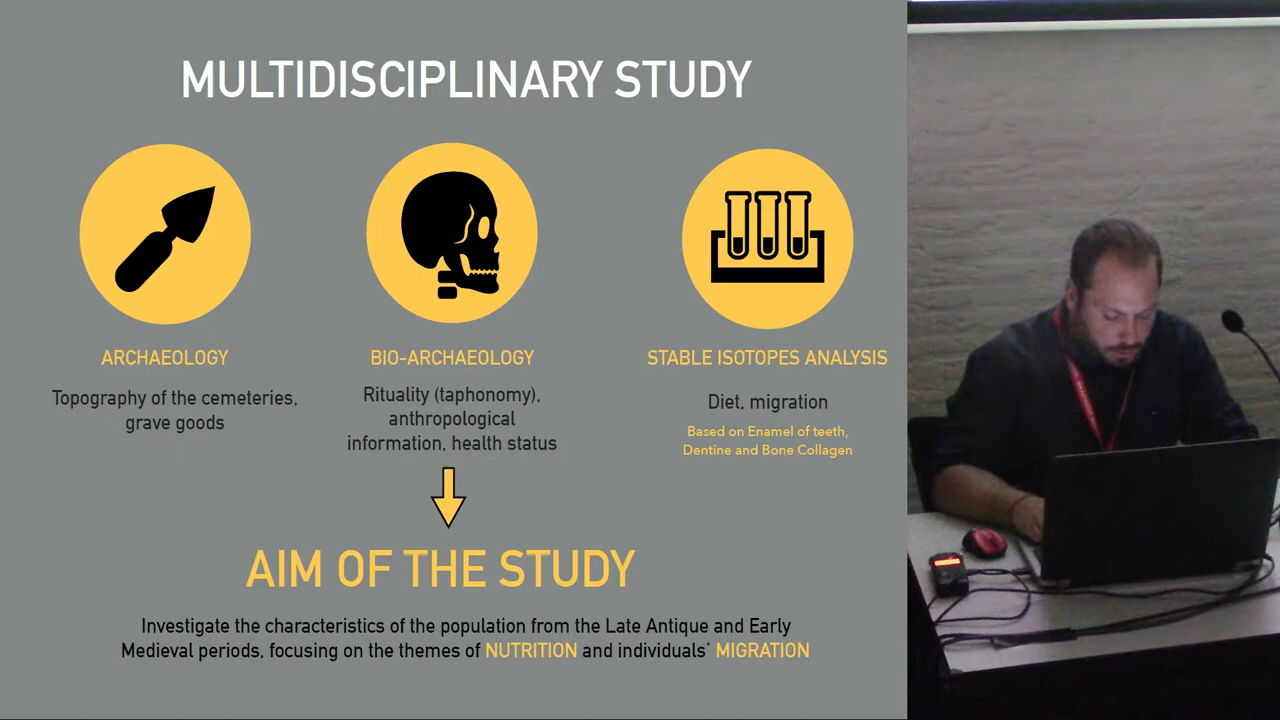 MULTIDISCIPLINARY STUDY
ARCHAEOLOGY
Topography of the cemeteries,
grave goods
BIO-ARCHAEOLOGY
Rituality (taphonomy),
anthropological
information, health status
STABLE ISOTOPES ANALYSIS
Diet, migration
Based on Enamel of teeth,
Dentine and Bone Collagen
AIM OF THE STUDY
Investigate the characteristics of the population from the Late Antique and Early
Medieval periods, focusing on the themes of NUTRITION and individuals' MIGRATION